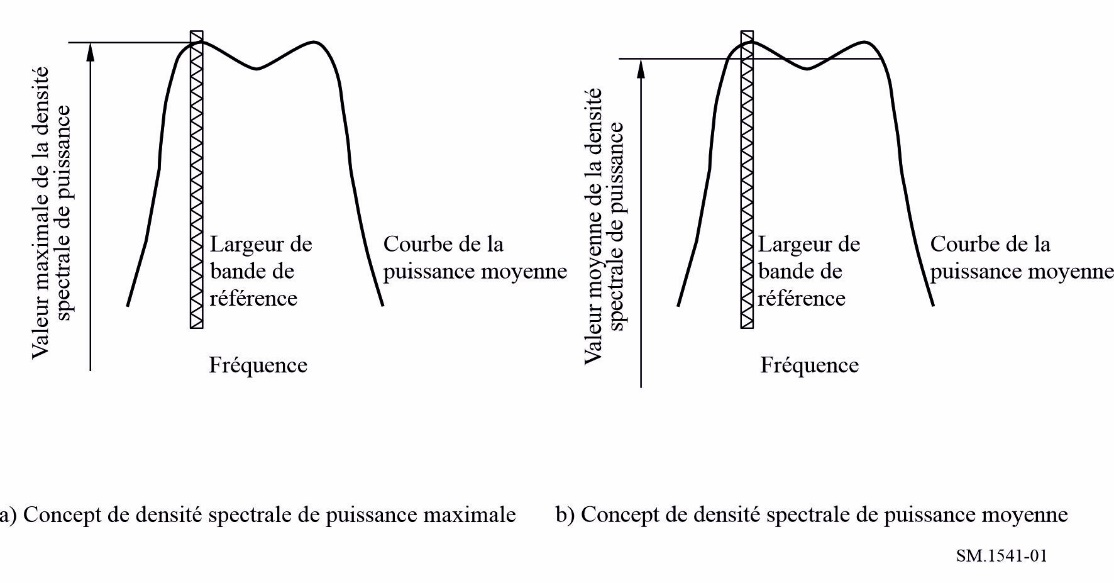 Valeur maximale de la densité
spectrale de puissance
Largeur de
bande de
référence
Courbe de la
puissance moyenne
Fréquence
a) Concept de densité spectrale de puissance maximale
Valeur moyenne de la densité
spectrale de puissance
Largeur de
bande de
référence
Courbe de la
puissance moyenne
Fréquence
b) Concept de densité spectrale de puissance moyenne
SM.1541-01